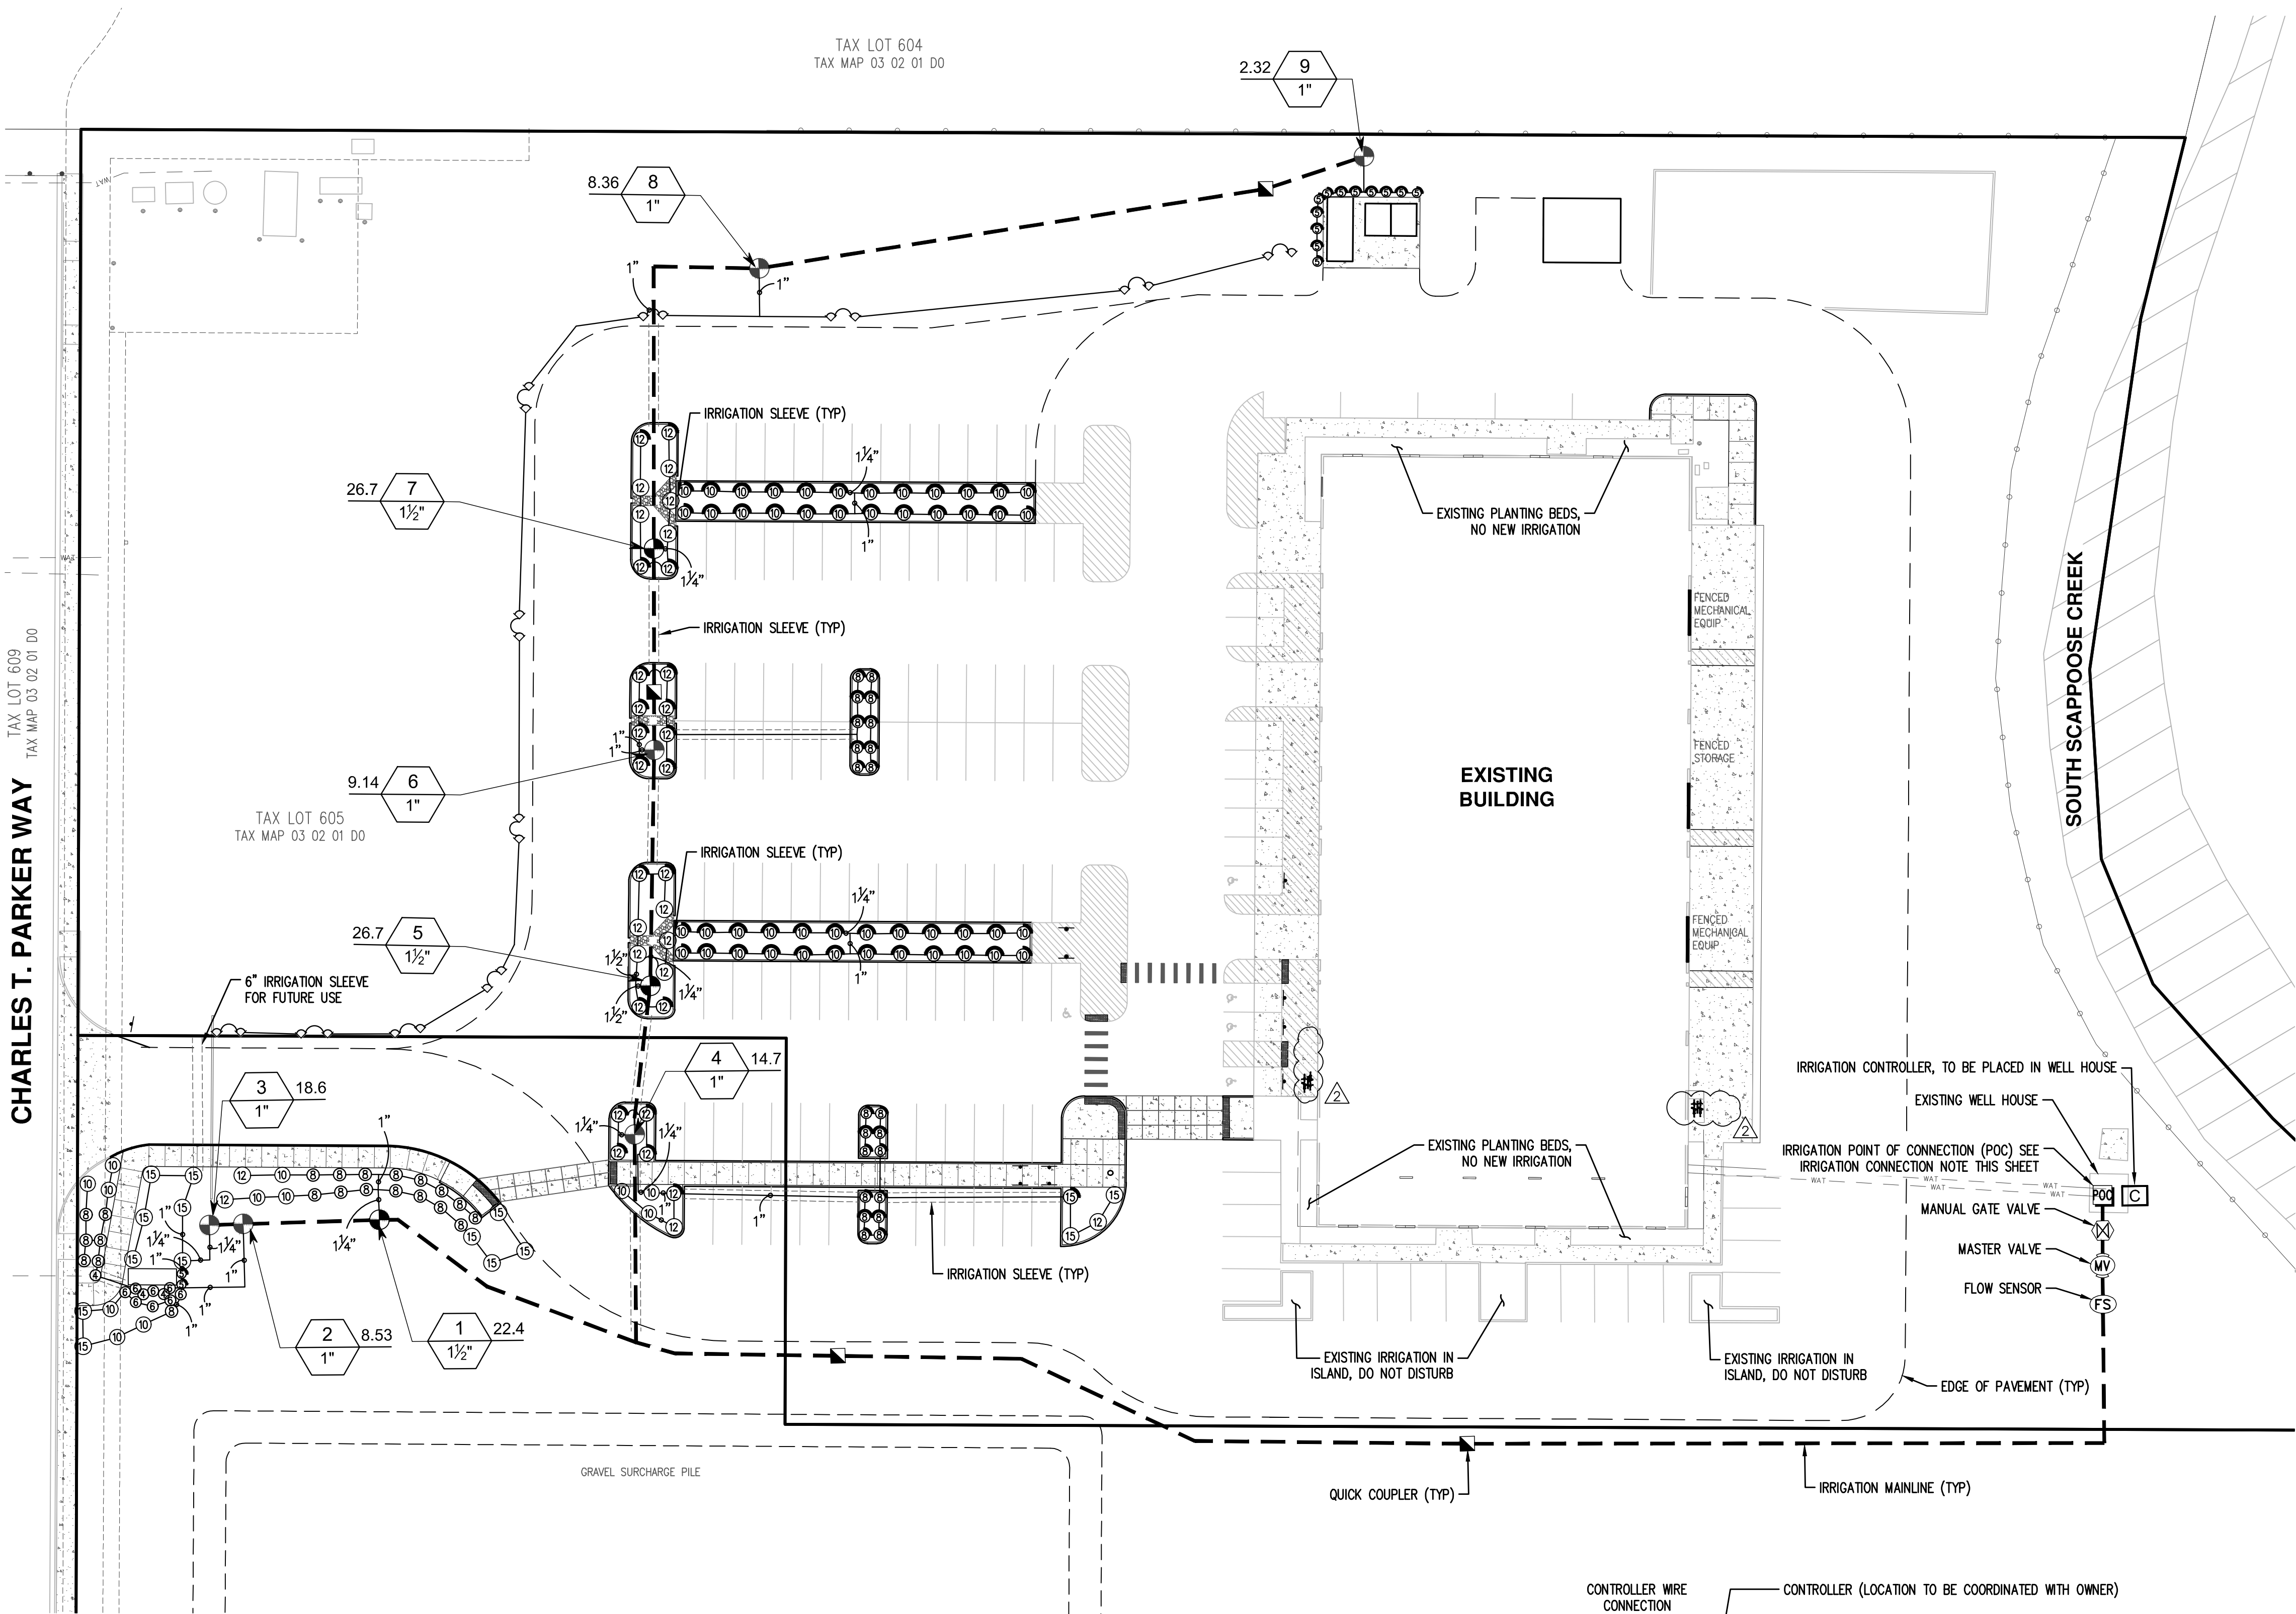 TAX LOT 604
TAX MAP 03 02 01 D0
2.32
9
1"
8.36
8
1"
1"
1"
WAT
IRRIGATION SLEEVE (TYP)
1¼"
26.7
7
1½"
1"
1¼"
EXISTING PLANTING BEDS,
NO NEW IRRIGATION
WAT
IRRIGATION SLEEVE (TYP)
FENCED
MECHANICAL
EQUIP
TAX LOT 609
TAX MAP 03 02 01 D0
CHARLES T. PARKER WAY
SOUTH SCAPPOOSE CREEK
1"
1"
9.14
6
1"
FENCED
STORAGE
EXISTING
BUILDING
TAX LOT 605
TAX MAP 03 02 01 D0
IRRIGATION SLEEVE (TYP)
1¼"
26.7
5
1½"
1½"
1½"
1¼"
1"
FENCED
MECHANICAL
EQUIP
6" IRRIGATION SLEEVE
FOR FUTURE USE
4
1"
14.7
3
1"
18.6
1"
1¼"
1¼"
2
2
IRRIGATION CONTROLLER, TO BE PLACED IN WELL HOUSE
EXISTING WELL HOUSE
IRRIGATION POINT OF CONNECTION (POC) SEE
IRRIGATION CONNECTION NOTE THIS SHEET
EXISTING PLANTING BEDS,
NO NEW IRRIGATION
WAT
WAT
WAT
WAT
POC
C
MANUAL GATE VALVE
MASTER VALVE
MV
FLOW SENSOR
FS
1"
1¼"
1¼"
1"
1"
1"
1"
1¼"
1"
1"
IRRIGATION SLEEVE (TYP)
2
1"
8.53
1
1½"
22.4
EXISTING IRRIGATION IN
ISLAND, DO NOT DISTURB
EXISTING IRRIGATION IN
ISLAND, DO NOT DISTURB
EDGE OF PAVEMENT (TYP)
GRAVEL SURCHARGE PILE
QUICK COUPLER (TYP)
IRRIGATION MAINLINE (TYP)
CONTROLLER WIRE
CONNECTION
CONTROLLER (LOCATION TO BE COORDINATED WITH OWNER)